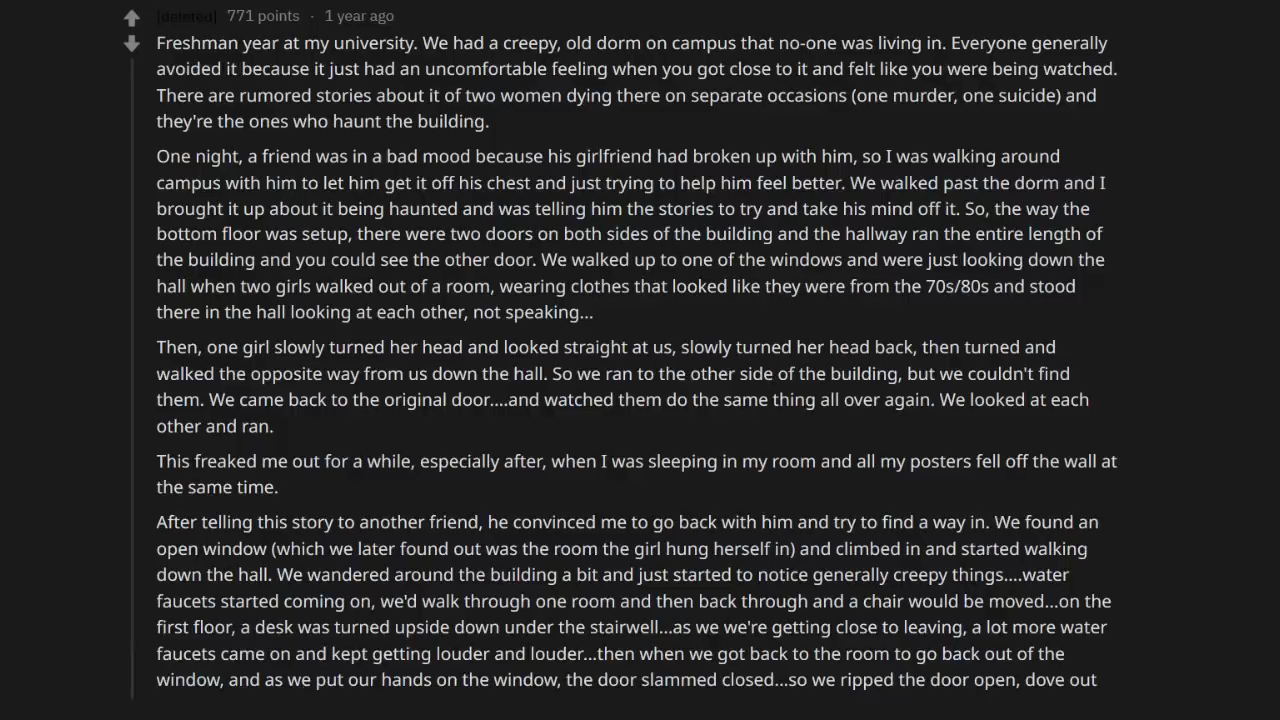 [deleted] 771 points · 1 year ago
Freshman year at my university. We had a creepy, old dorm on campus that no-one was living in. Everyone generally
avoided it because it just had an uncomfortable feeling when you got close to it and felt like you were being watched.
There are rumored stories about it of two women dying there on separate occasions (one murder, one suicide) and
they're the ones who haunt the building.
One night, a friend was in a bad mood because his girlfriend had broken up with him, so I was walking around
campus with him to let him get it off his chest and just trying to help him feel better. We walked past the dorm and I
brought it up about it being haunted and was telling him the stories to try and take his mind off it. So, the way the
bottom floor was setup, there were two doors on both sides of the building and the hallway ran the entire length of
the building and you could see the other door. We walked up to one of the windows and were just looking down the
hall when two girls walked out of a room, wearing clothes that looked like they were from the 70s/80s and stood
there in the hall looking at each other, not speaking...
Then, one girl slowly turned her head and looked straight at us, slowly turned her head back, then turned and
walked the opposite way from us down the hall. So we ran to the other side of the building, but we couldn't find
them. We came back to the original door....and watched them do the same thing all over again. We looked at each
other and ran.
This freaked me out for a while, especially after, when I was sleeping in my room and all my posters fell off the wall at
the same time.
After telling this story to another friend, he convinced me to go back with him and try to find a way in. We found an
open window (which we later found out was the room the girl hung herself in) and climbed in and started walking
down the hall. We wandered around the building a bit and just started to notice generally creepy things....water
faucets started coming on, we'd walk through one room and then back through and a chair would be moved...on the
first floor, a desk was turned upside down under the stairwell...as we we're getting close to leaving, a lot more water
faucets came on and kept getting louder and louder...then when we got back to the room to go back out of the
window, and as we put our hands on the window, the door slammed closed...so we ripped the door open, dove out